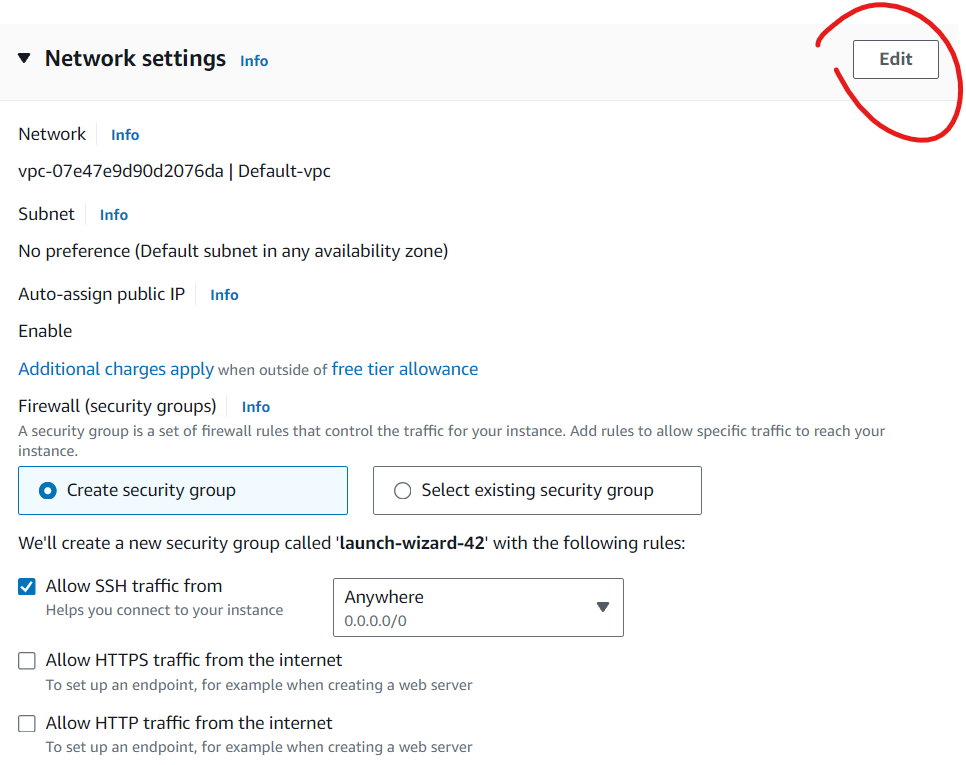 Network settings Info Edit
Network Info
vpc-07e47e9d90d2076da | Default-vpc
Subnet Info
No preference (Default subnet in any availability zone)
Auto-assign public IP Info
Enable
Additional charges apply when outside of free tier allowance
Firewall (security groups) Info
A security group is a set of firewall rules that control the traffic for your instance. Add rules to allow specific traffic to reach your
instance.
Create security group Select existing security group
We'll create a new security group called 'launch-wizard-42' with the following rules:
Allow SSH traffic from Anywhere
Helps you connect to your instance 0.0.0.0/0
Allow HTTPS traffic from the internet
To set up an endpoint, for example when creating a web server
Allow HTTP traffic from the internet
To set up an endpoint, for example when creating a web server